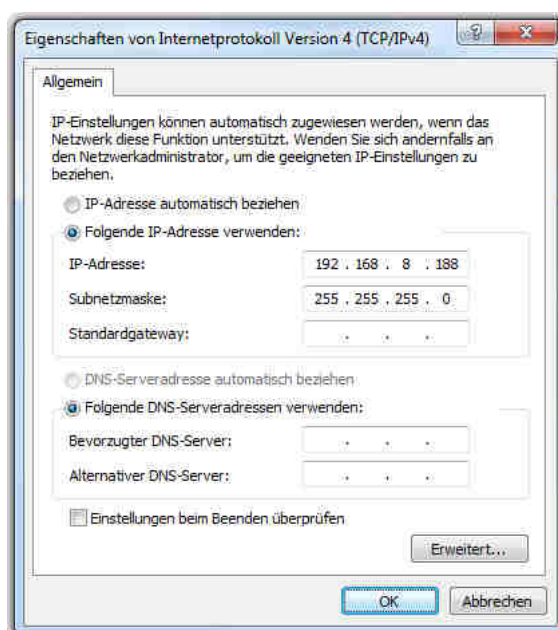 Eigenschaften von Internetprotokoll Version 4 (TCP/IPv4)
Allgemein
IP-Einstellungen können automatisch zugewiesen werden, wenn das
Netzwerk diese Funktion unterstützt. Wenden Sie sich andernfalls an
den Netzwerkadministrator, um die geeigneten IP-Einstellungen zu
beziehen.
IP-Adresse automatisch beziehen
Folgende IP-Adresse verwenden:
IP-Adresse: 192 . 168 . 8 . 188
Subnetzmaske: 255 . 255 . 255 . 0
Standardgateway: . . .
DNS-Serveradresse automatisch beziehen
Folgende DNS-Serveradressen verwenden:
Bevorzugter DNS-Server: . . .
Alternativer DNS-Server: . . .
Einstellungen beim Beenden überprüfen
Erweitert...
OK Abbrechen